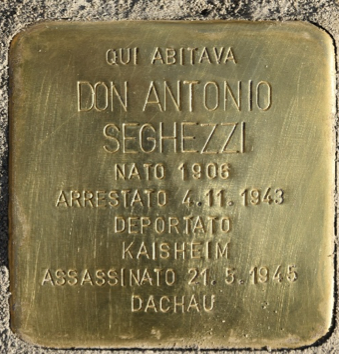 QUI ABITAVA
DON ANTONIO
SEGHEZZI
NATO 1906
ARRESTATO 4.11.1943
DEPORTATO
KAISHEIM
ASSASSINATO 21.5.1945
DACHAU